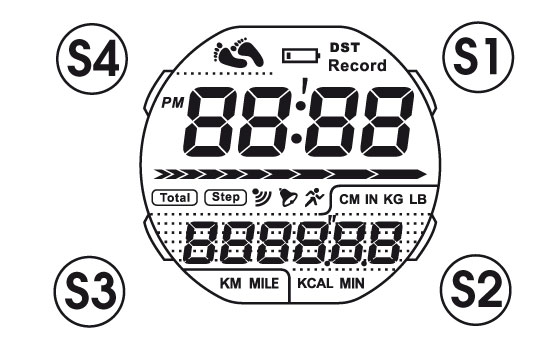 S4
S1
DST
Record
PM 88:88
Total Step CM IN KG LB
888888
KM MILE KCAL MIN
S3
S2